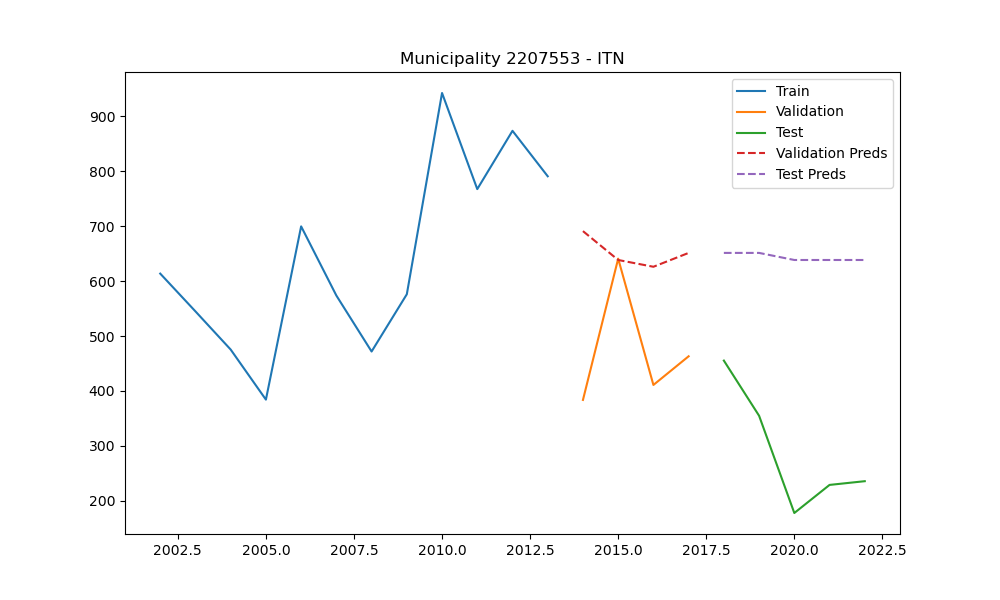 Municipality 2207553 - ITN
Train
Validation
Test
Validation Preds
Test Preds
900
800
700
600
500
400
300
200
2002.5 2005.0 2007.5 2010.0 2012.5 2015.0 2017.5 2020.0 2022.5